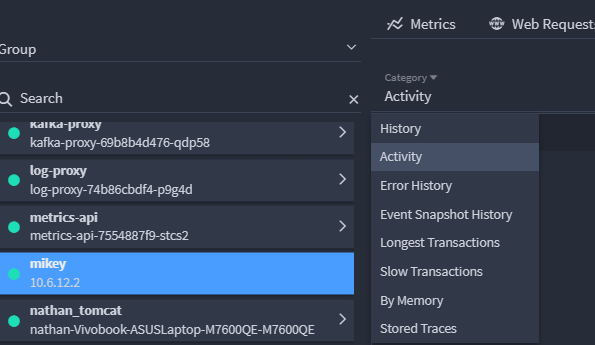 Group
Search
kafka-proxy
kafka-proxy-69b8b4d476-qdp58
log-proxy
log-proxy-74b86cbdf4-p9g4d
metrics-api
metrics-api-7554887f9-stcs2
mikey
10.6.12.2
nathan_tomcat
nathan-Vivobook-ASUSLaptop-M7600QE-M7600QE
Metrics
Web Requests
Category
Activity
History
Activity
Error History
Event Snapshot History
Longest Transactions
Slow Transactions
By Memory
Stored Traces